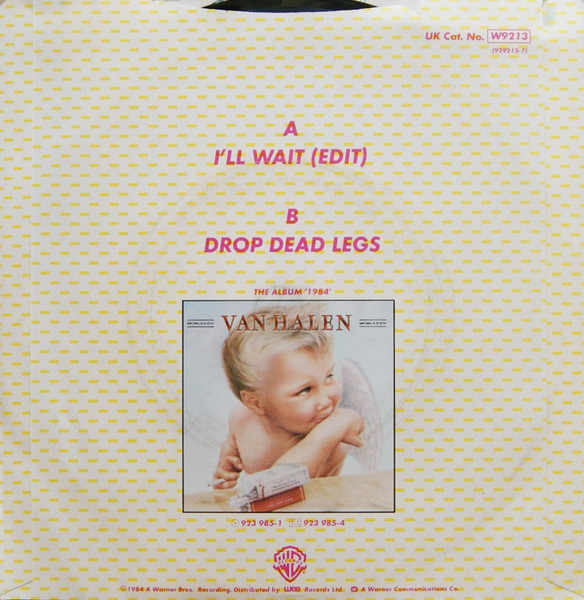 UK Cat. No. W9213
(929213-7)
A
I'LL WAIT (EDIT)
B
DROP DEAD LEGS
THE ALBUM '1984'
VAN HALEN
923 985-1 923 985-4
© 1984 A Warner Bros. Recording. Distributed by wea Records Ltd. A Warner Communications Co.